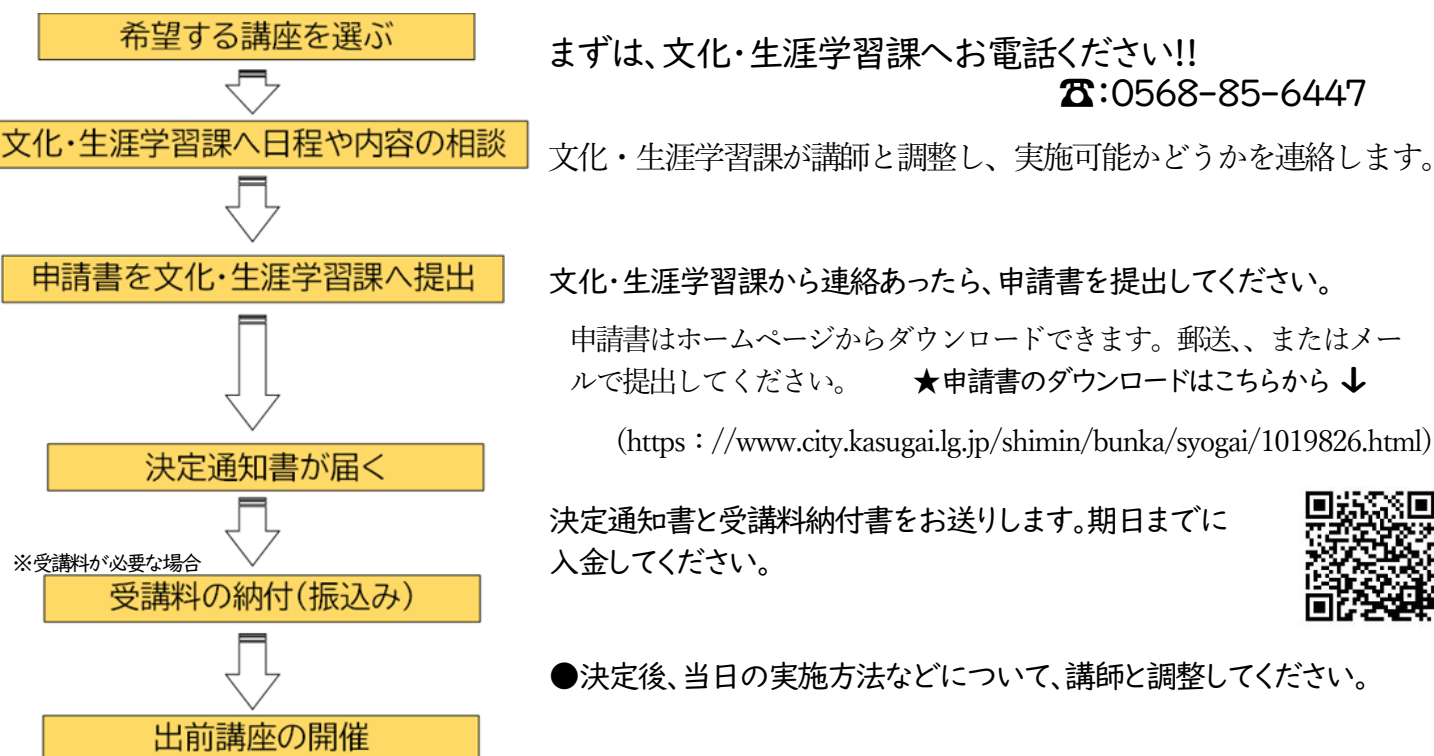 希望する講座を選ぶ
まずは、文化・生涯学習課へお電話ください!!
☎:0568-85-6447
文化・生涯学習課へ日程や内容の相談
文化・生涯学習課が講師と調整し、実施可能かどうかを連絡します。
申請書を文化・生涯学習課へ提出
文化・生涯学習課から連絡あったら、申請書を提出してください。
申請書はホームページからダウンロードできます。郵送、、またはメー
ルで提出してください。 ★申請書のダウンロードはこちらから ↓
(https：//www.city.kasugai.lg.jp/shimin/bunka/syogai/1019826.html)
決定通知書が届く
決定通知書と受講料納付書をお送りします。期日までに
入金してください。
※受講料が必要な場合
受講料の納付(振込み)
●決定後、当日の実施方法などについて、講師と調整してください。
出前講座の開催